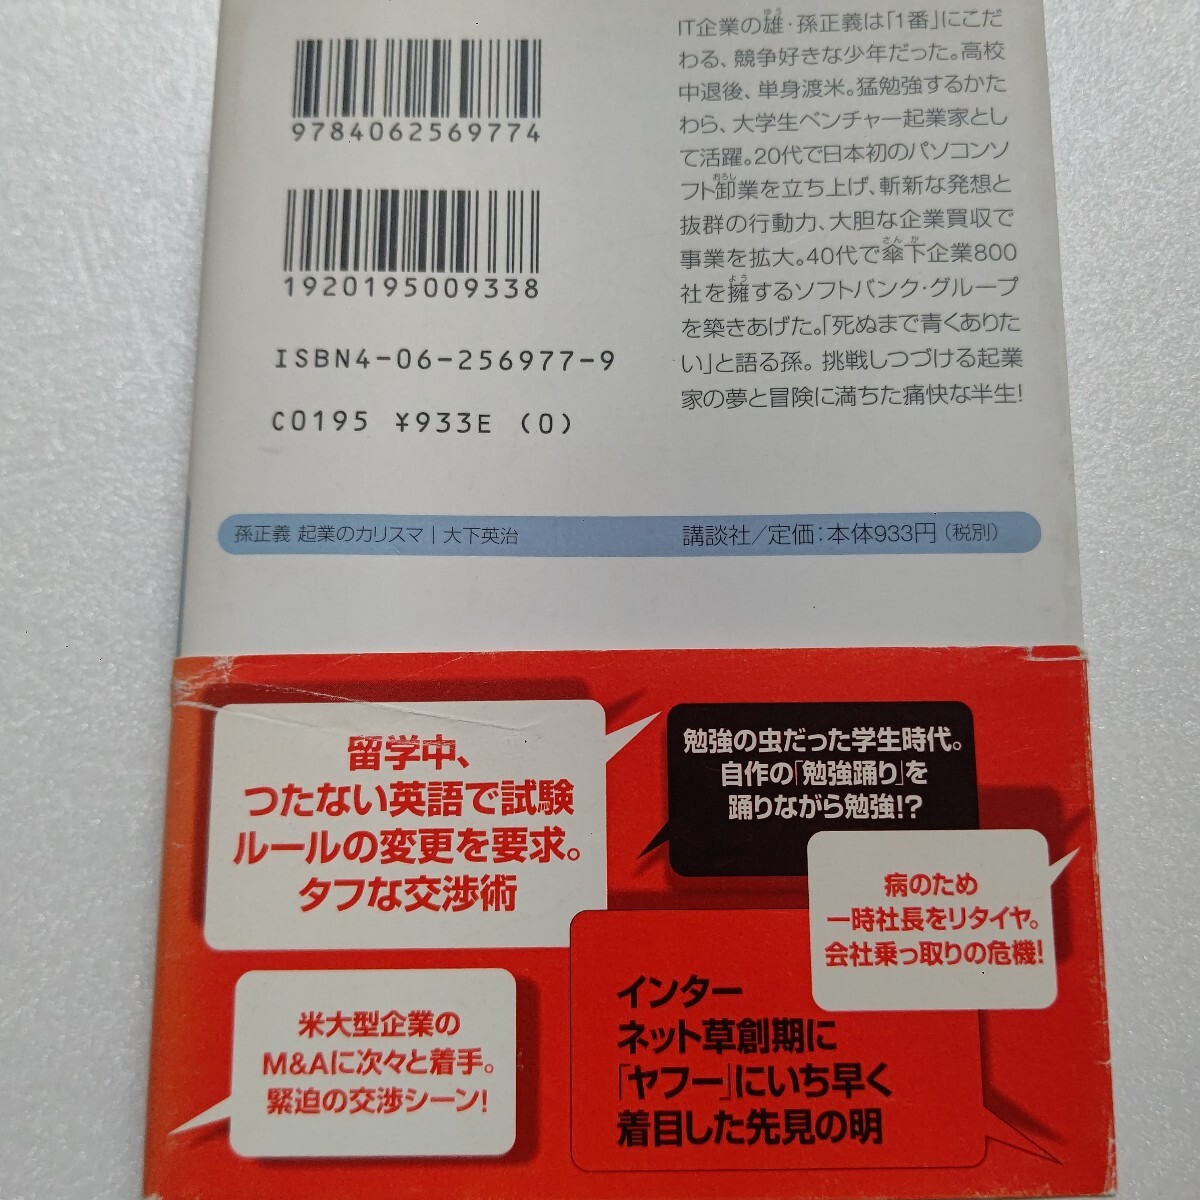 9784062569774
1920195009338
ISBN4-06-256977-9
C0195 ¥933E (0)
IT企業の雄・孫正義は「1番」にこだ
わる、競争好きな少年だった。高校
中退後、単身渡米。猛勉強するかた
わら、大学生ベンチャー起業家とし
て活躍。20代で日本初のパソコンソ
フト卸業を立ち上げ、斬新な発想と
抜群の行動力、大胆な企業買収で
事業を拡大。40代で傘下企業800
社を擁するソフトバンク・グループ
を築きあげた。「死ぬまで青くありた
い」と語る孫。挑戦しつづける起業
家の夢と冒険に満ちた痛快な半生!
孫正義 起業のカリスマ|大下英治
講談社/定価:本体933円(税別)
留学中、
つたない英語で試験
ルールの変更を要求。
タフな交渉術
勉強の虫だった学生時代。
自作の「勉強踊り」を
踊りながら勉強!?
病のため
一時社長をリタイヤ。
会社乗っ取りの危機!
米大型企業の
M&Aに次々と着手。
緊迫の交渉シーン!
インター
ネット草創期に
「ヤフー」にいち早く
着目した先見の明